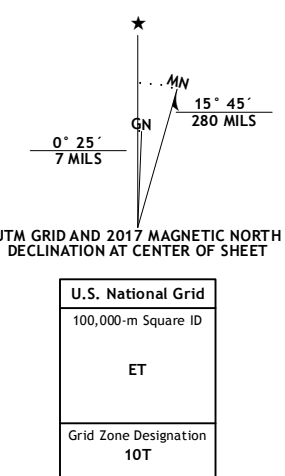 ★
MN
15° 45´
280 MILS
GN
0° 25´
7 MILS
UTM GRID AND 2017 MAGNETIC NORTH
DECLINATION AT CENTER OF SHEET
U.S. National Grid
100,000-m Square ID
ET
Grid Zone Designation
10T